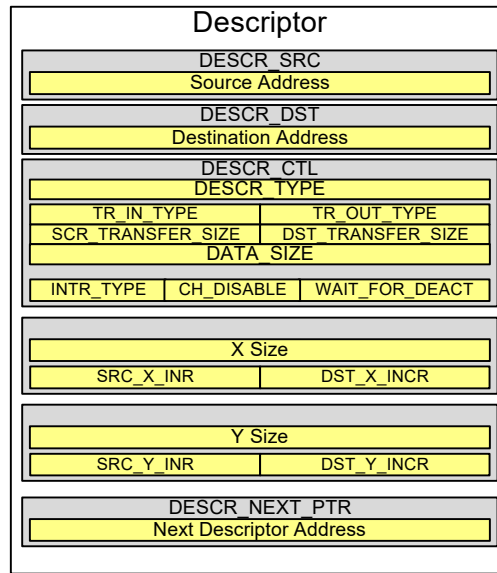 Descriptor
DESCR_SRC
Source Address
DESCR_DST
Destination Address
DESCR_CTL
DESCR_TYPE
TR_IN_TYPE TR_OUT_TYPE
SCR_TRANSFER_SIZE DST_TRANSFER_SIZE
DATA_SIZE
INTR_TYPE CH_DISABLE WAIT_FOR_DEACT
X Size
SRC_X_INR DST_X_INCR
Y Size
SRC_Y_INR DST_Y_INCR
DESCR_NEXT_PTR
Next Descriptor Address